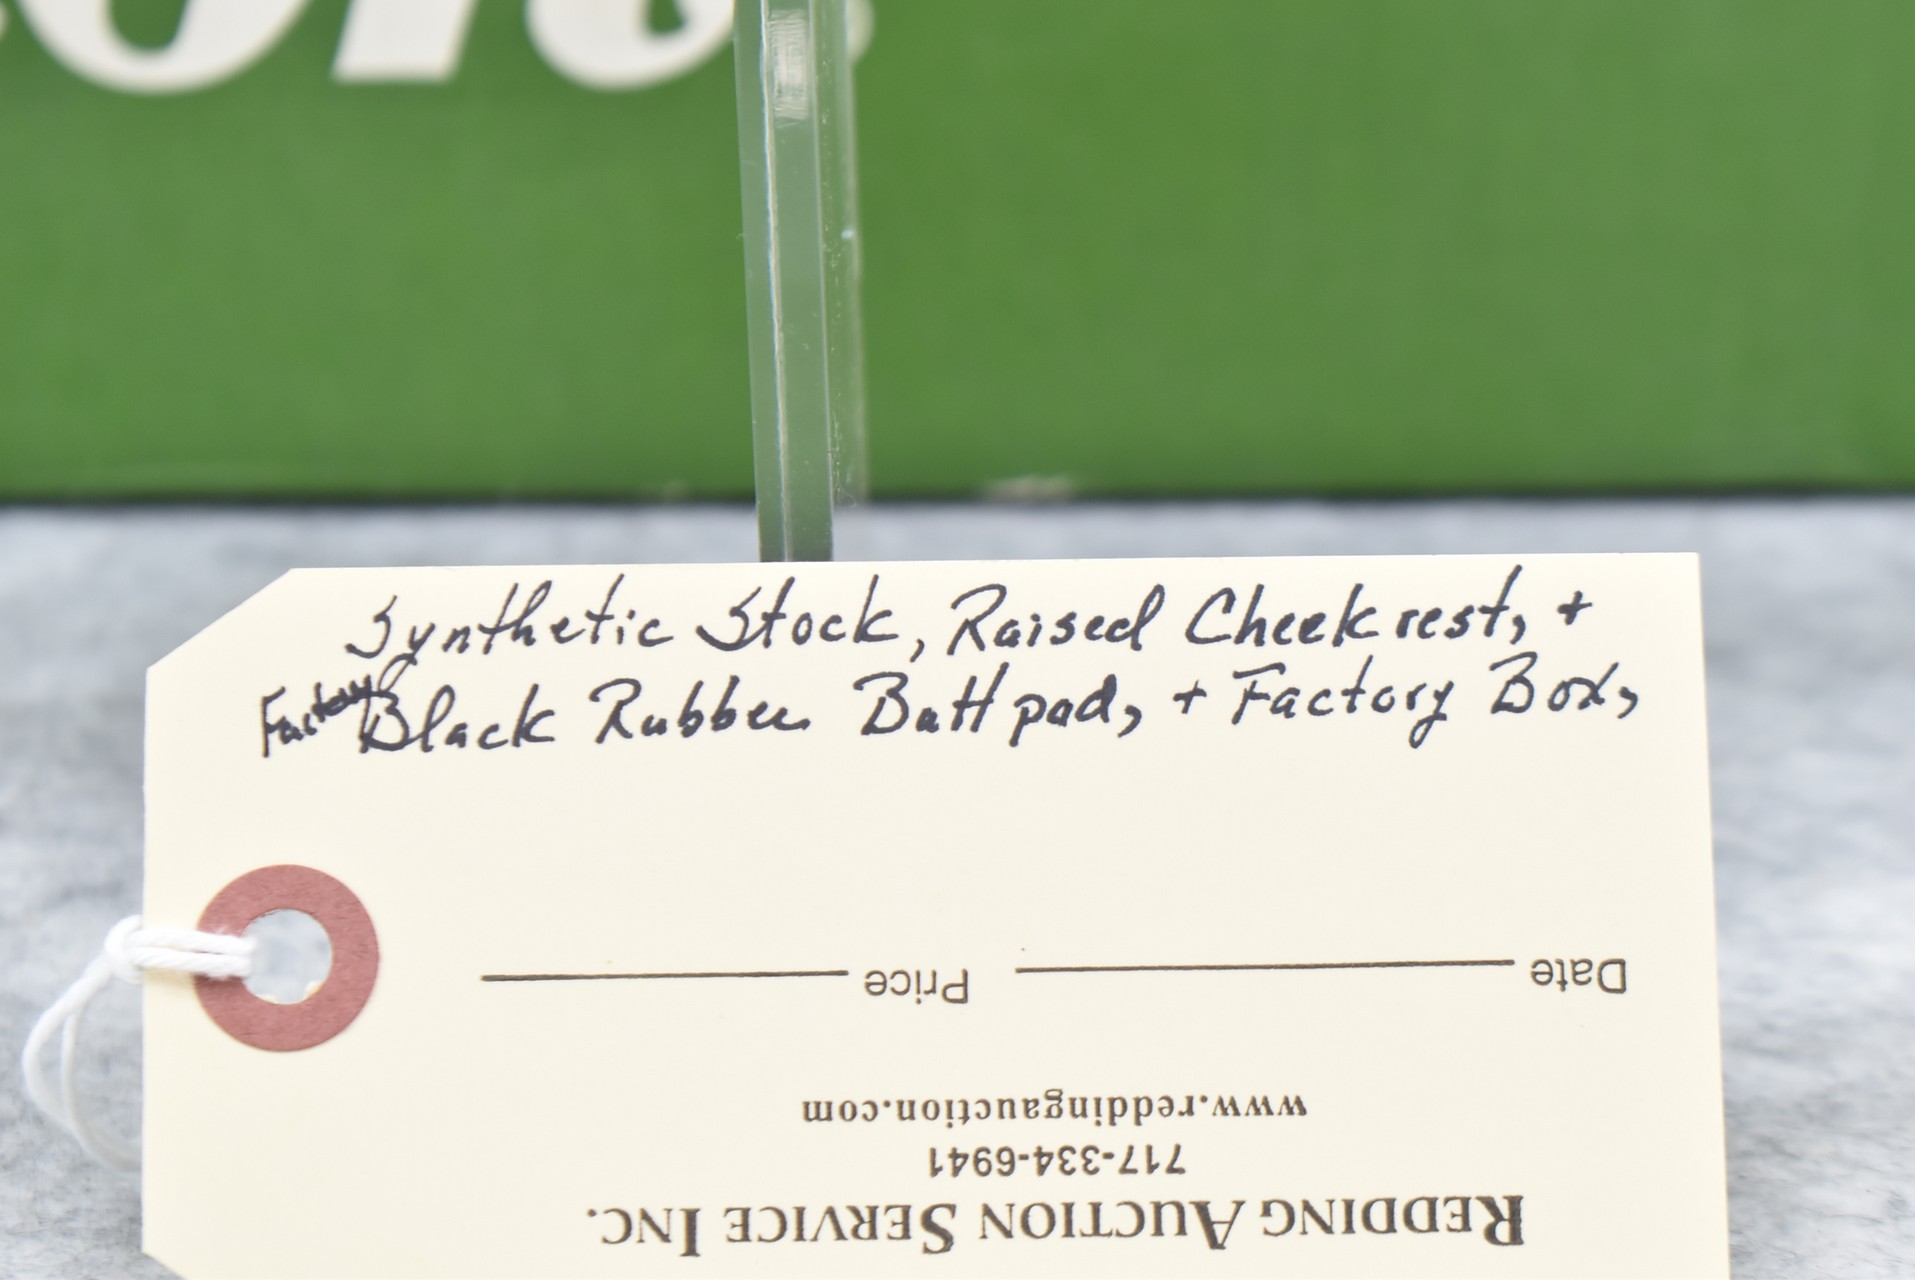 Synthetic Stock, Raised Cheekrest, +
Factory Black Rubber Buttpad, + Factory Box,
Date Price
www.reddingauction.com
717-334-6941
REDDING AUCTION SERVICE INC.